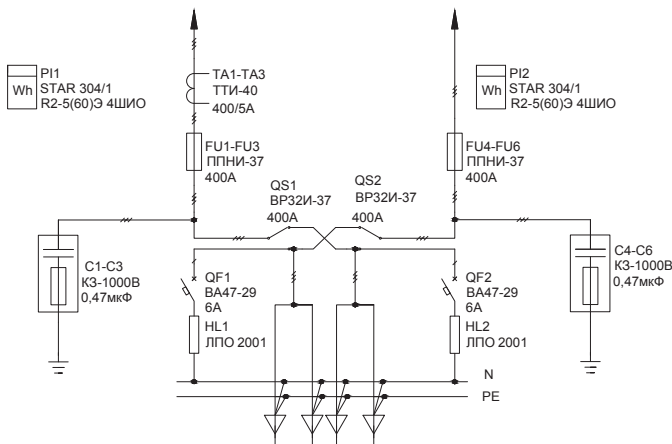 PI1
Wh
STAR 304/1
R2-5(60)Э 4ШИО
TA1-TA3
ТТИ-40
400/5А
PI2
Wh
STAR 304/1
R2-5(60)Э 4ШИО
FU1-FU3
ППНИ-37
400А
FU4-FU6
ППНИ-37
400А
QS1
ВР32И-37
400А
QS2
ВР32И-37
400А
C1-C3
КЗ-1000В
0,47мкФ
C4-C6
КЗ-1000В
0,47мкФ
QF1
ВА47-29
6А
QF2
ВА47-29
6А
HL1
ЛПО 2001
HL2
ЛПО 2001
N
PE